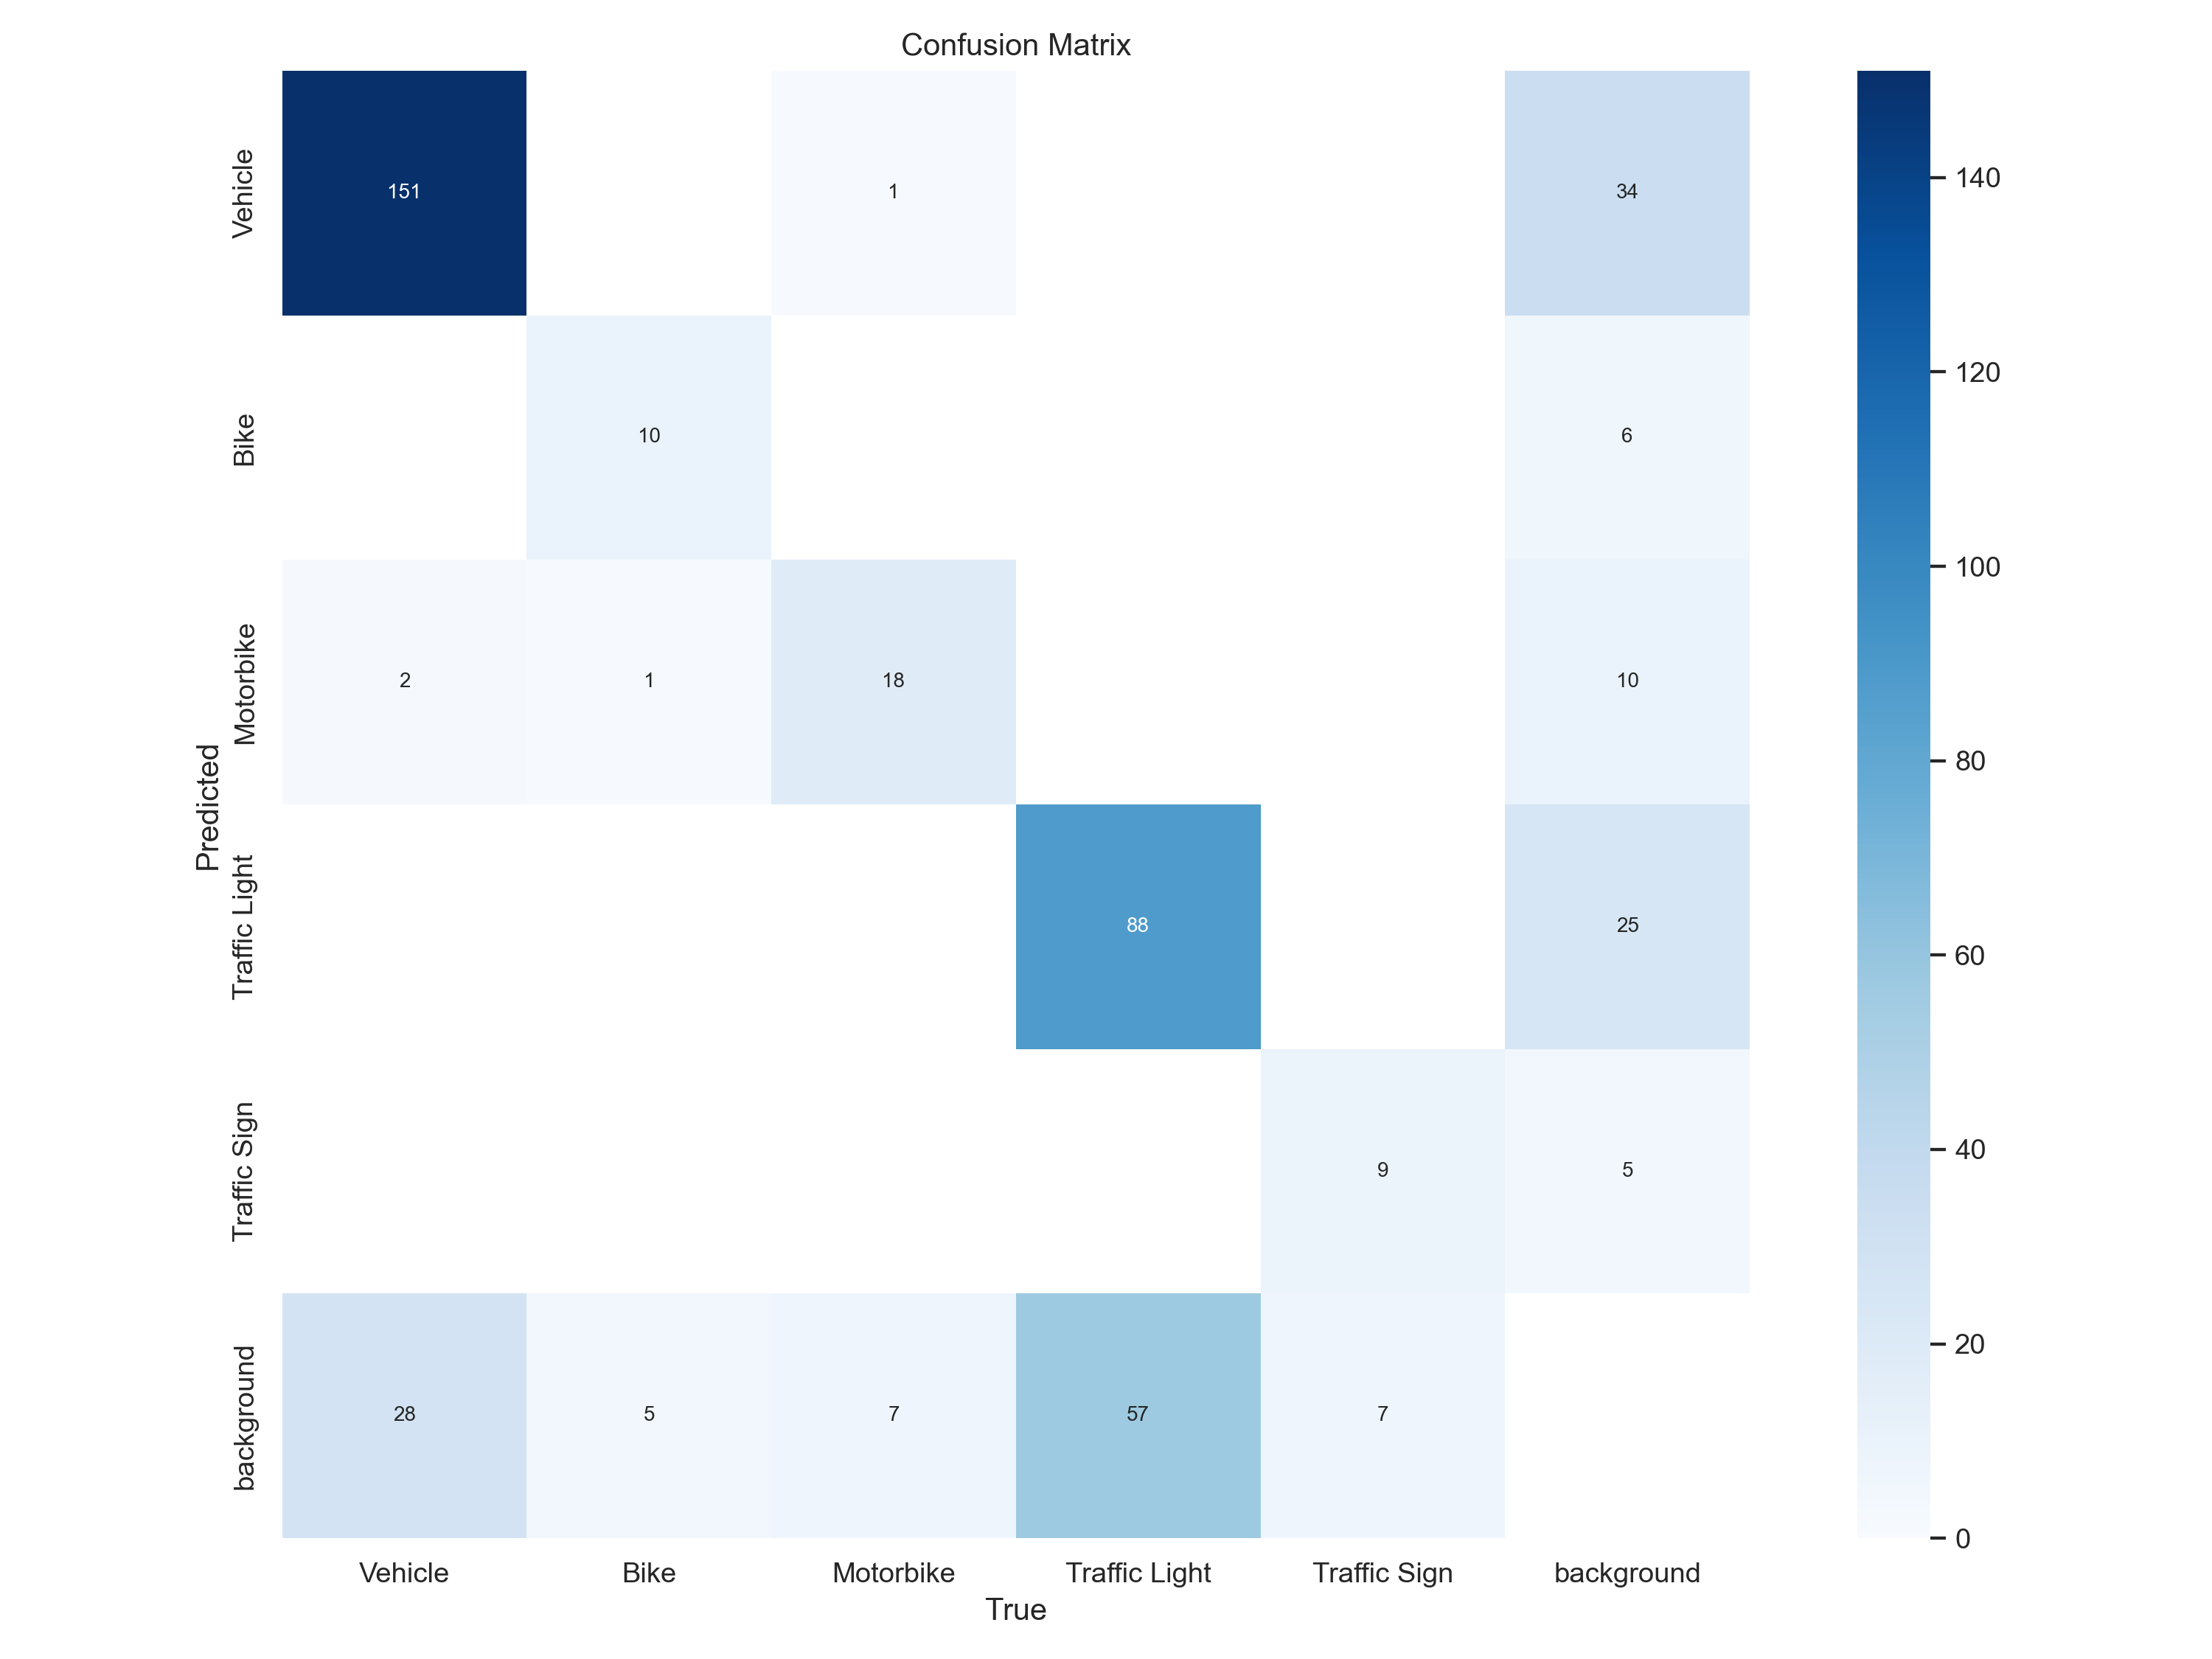 Confusion Matrix
Vehicle
151
1
34
140
120
Bike
10
6
100
Motorbike
2
1
18
10
80
Predicted
Traffic Light
88
25
60
Traffic Sign
9
5
40
20
background
28
5
7
57
7
0
Vehicle
Bike
Motorbike
Traffic Light
Traffic Sign
background
True